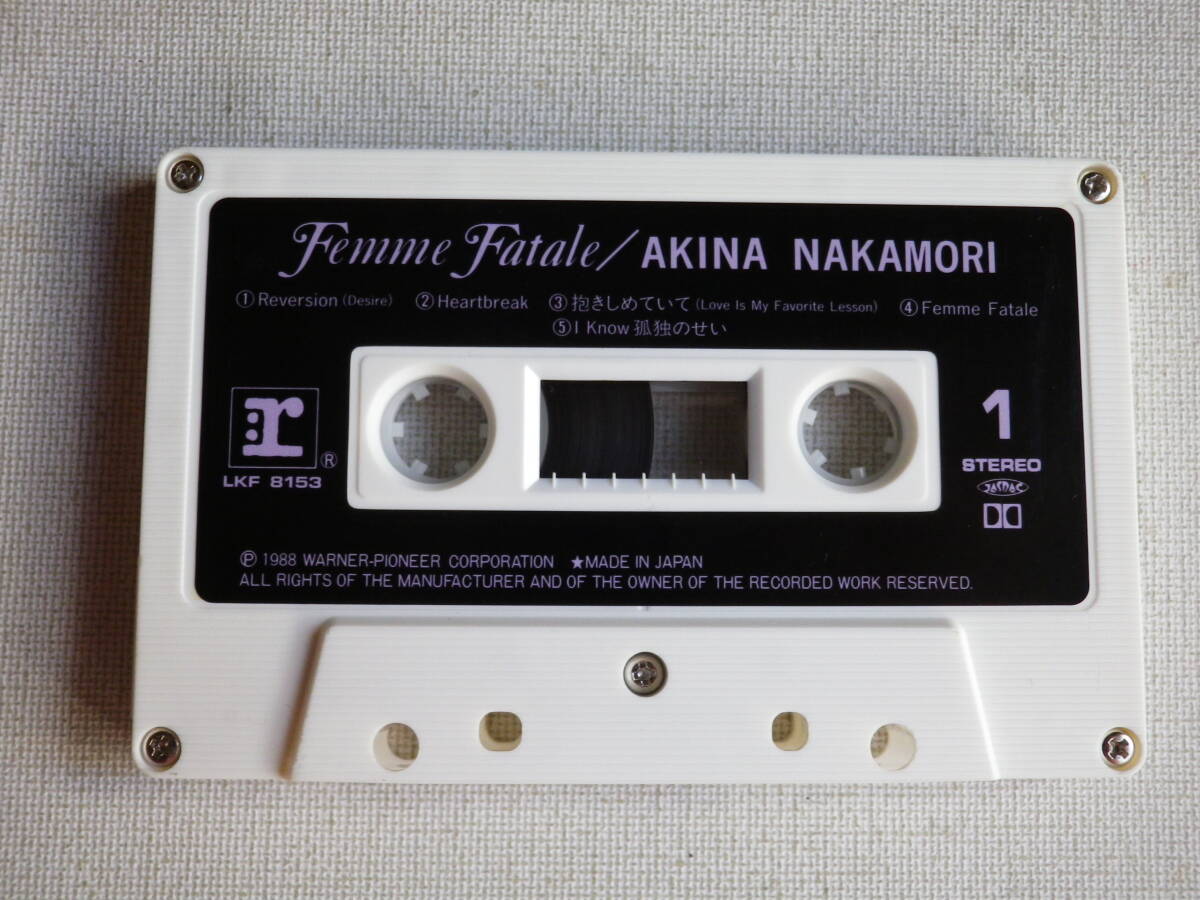 Femme Fatale/AKINA NAKAMORI
①Reversion (Desire) ②Heartbreak ③抱きしめていて (Love Is My Favorite Lesson) ④Femme Fatale
⑤I Know 孤独のせい
r
®
LKF 8153
1
STEREO
JASRAC
Ⓟ 1988 WARNER-PIONEER CORPORATION ★MADE IN JAPAN
ALL RIGHTS OF THE MANUFACTURER AND OF THE OWNER OF THE RECORDED WORK RESERVED.